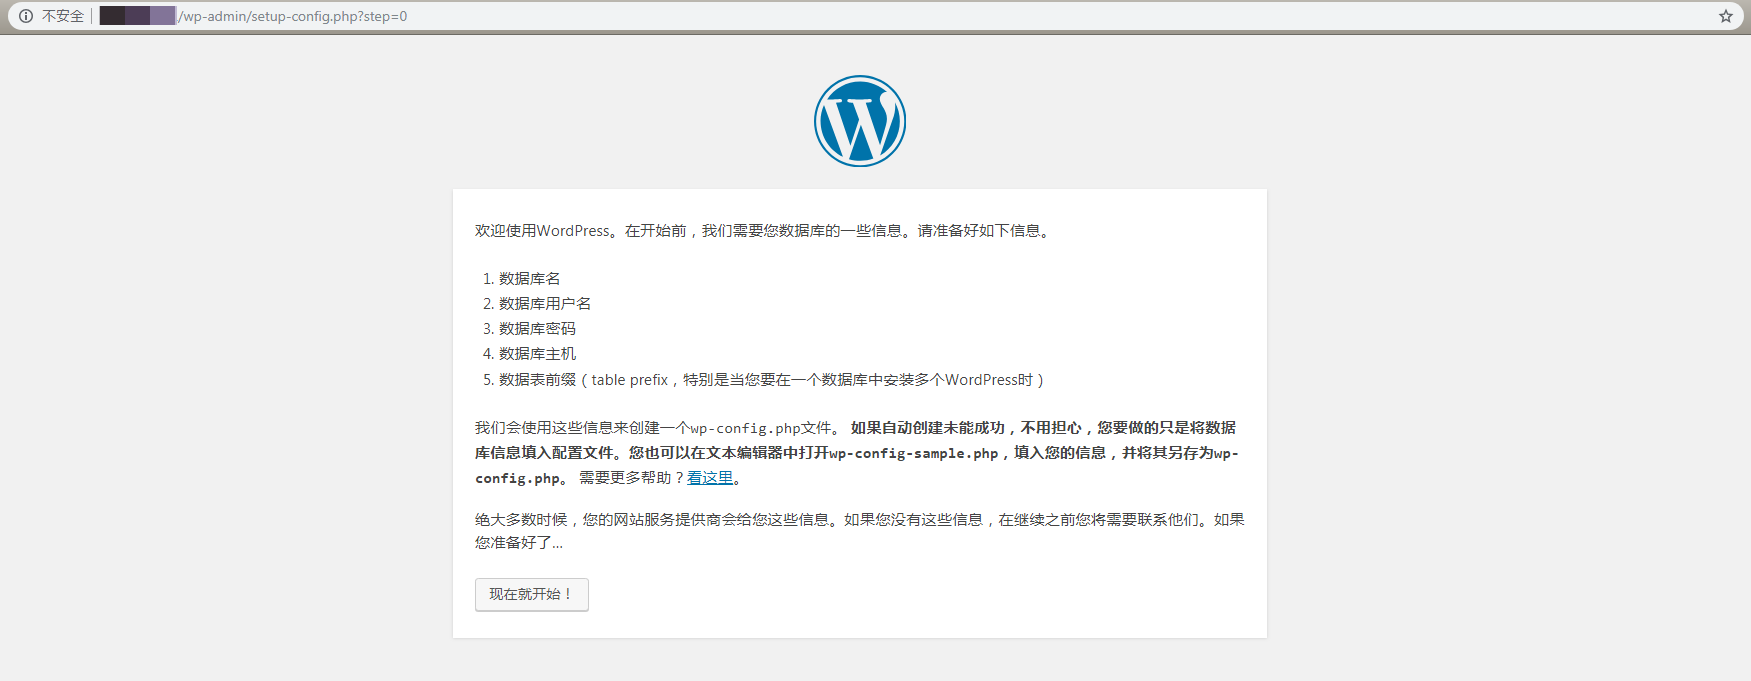 不安全 /wp-admin/setup-config.php?step=0
欢迎使用WordPress。在开始前，我们需要您数据库的一些信息。请准备好如下信息。
1. 数据库名
2. 数据库用户名
3. 数据库密码
4. 数据库主机
5. 数据表前缀（table prefix，特别是当您要在一个数据库中安装多个WordPress时）
我们会使用这些信息来创建一个wp-config.php文件。 如果自动创建未能成功，不用担心，您要做的只是将数据
库信息填入配置文件。您也可以在文本编辑器中打开wp-config-sample.php，填入您的信息，并将其另存为wp-
config.php。 需要更多帮助？看这里。
绝大多数时候，您的网站服务提供商会给您这些信息。如果您没有这些信息，在继续之前您将需要联系他们。如果
您准备好了…
现在就开始！